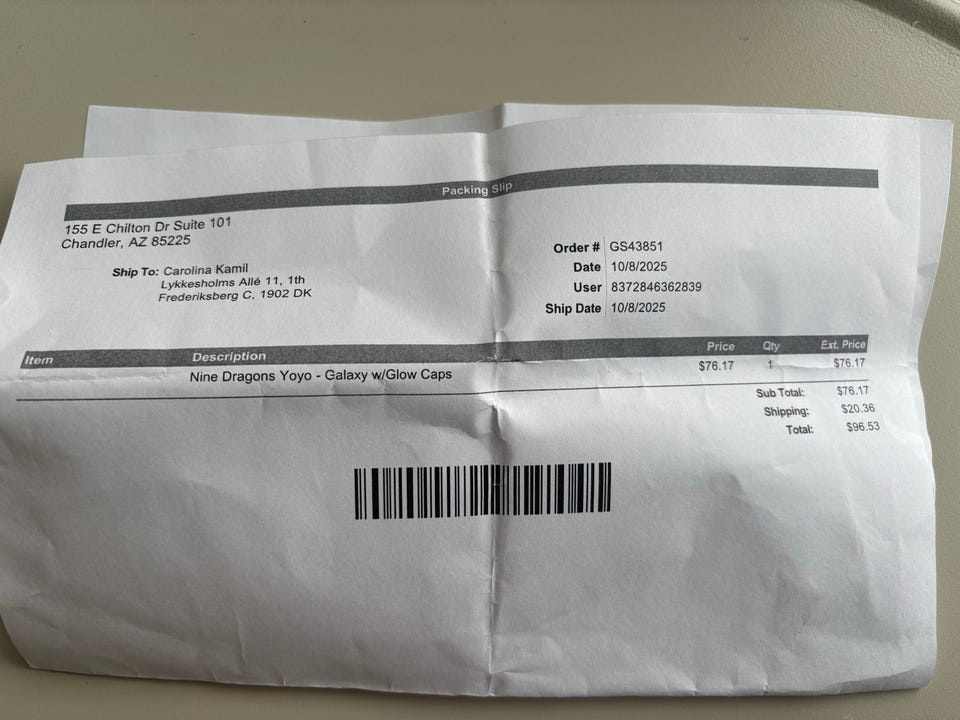 Packing Slip
155 E Chilton Dr Suite 101
Chandler, AZ 85225
Ship To: Carolina Kamil
Lykkesholms Allé 11, 1th
Frederiksberg C, 1902 DK
Order # GS43851
Date 10/8/2025
User 8372846362839
Ship Date 10/8/2025
Item Description Price Qty Ext. Price
Nine Dragons Yoyo - Galaxy w/Glow Caps $76.17 1 $76.17
Sub Total: $76.17
Shipping: $20.36
Total: $96.53